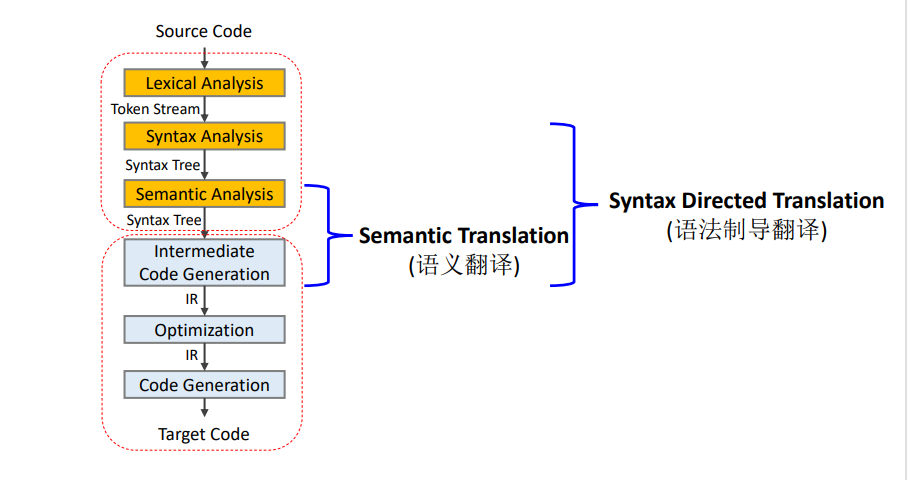 Source Code
Lexical Analysis
Token Stream
Syntax Analysis
Syntax Tree
Semantic Analysis
Syntax Tree
Intermediate
Code Generation
IR
Optimization
IR
Code Generation
Target Code
Semantic Translation
(语义翻译)
Syntax Directed Translation
(语法制导翻译)